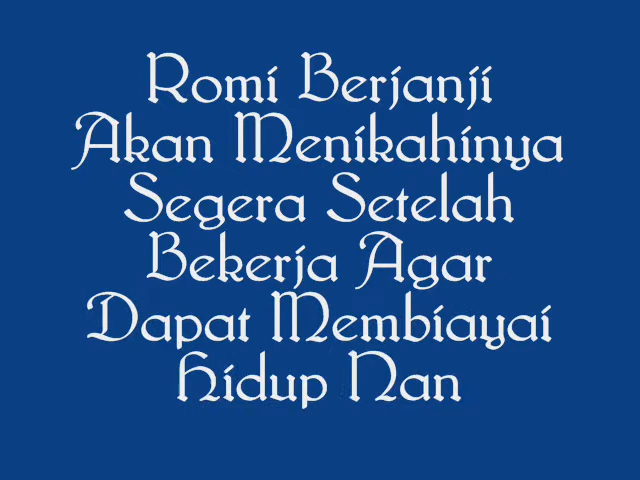 Romi Berjanji
Akan Menikahinya
Segera Setelah
Bekerja Agar
Dapat Membiayai
Hidup Nan